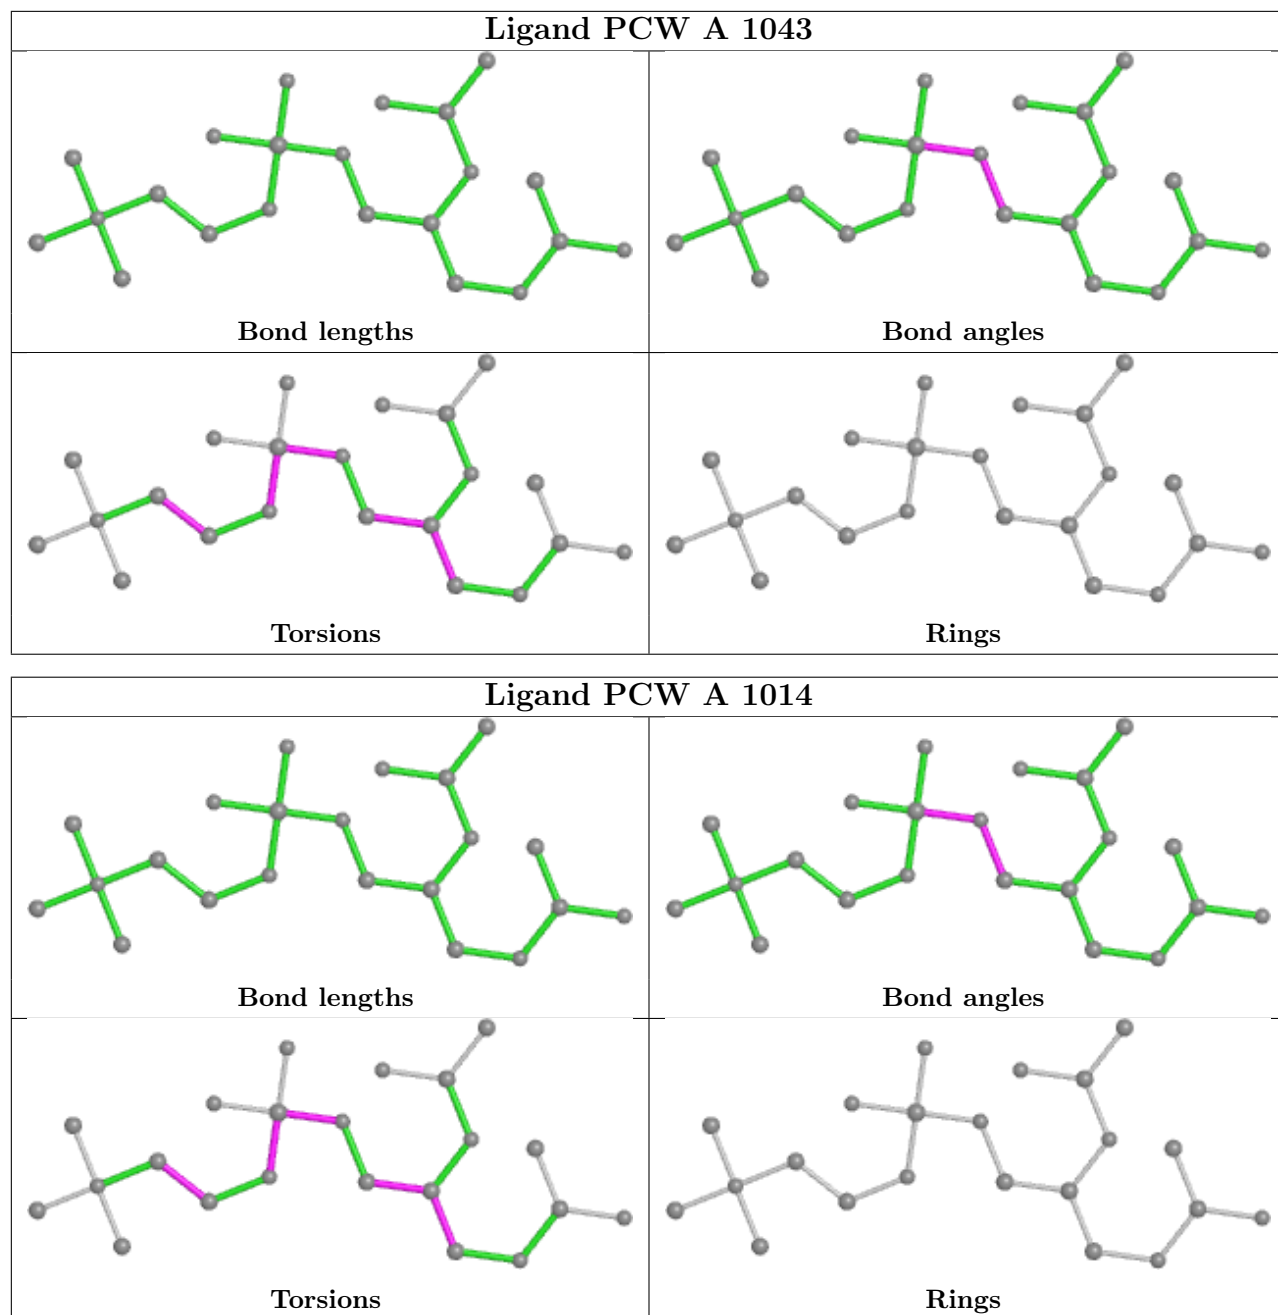 Ligand PCW A 1043
Bond lengths
Bond angles
Torsions
Rings
Ligand PCW A 1014
Bond lengths
Bond angles
Torsions
Rings